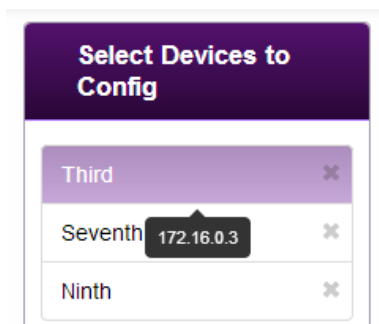 Select Devices to
Config
Third
Seventh
172.16.0.3
Ninth